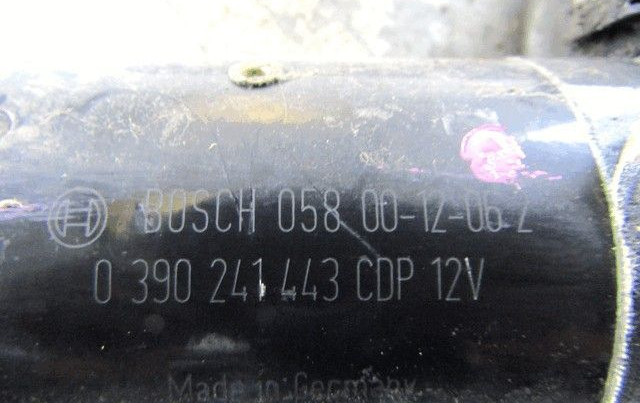 BOSCH 058 00-12-06 2
0 390 241 443 CDP 12V
Made in Germany